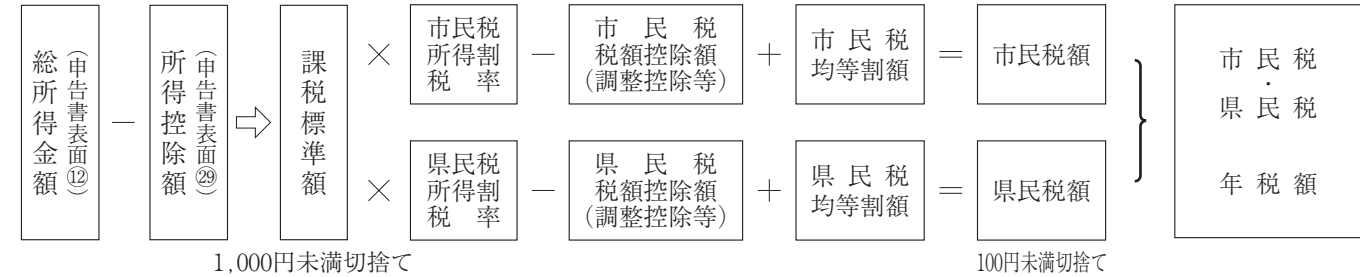 総所得金額
(申告書表面⑫)
−
所得控除額
(申告書表面㉙)
⇨
課税標準額
1,000円未満切捨て
×
市民税
所得割
税率
−
市民税
税額控除額
(調整控除等)
+
市民税
均等割額
=
市民税額
×
県民税
所得割
税率
−
県民税
税額控除額
(調整控除等)
+
県民税
均等割額
=
県民税額
100円未満切捨て
}
市民税
・
県民税
年税額